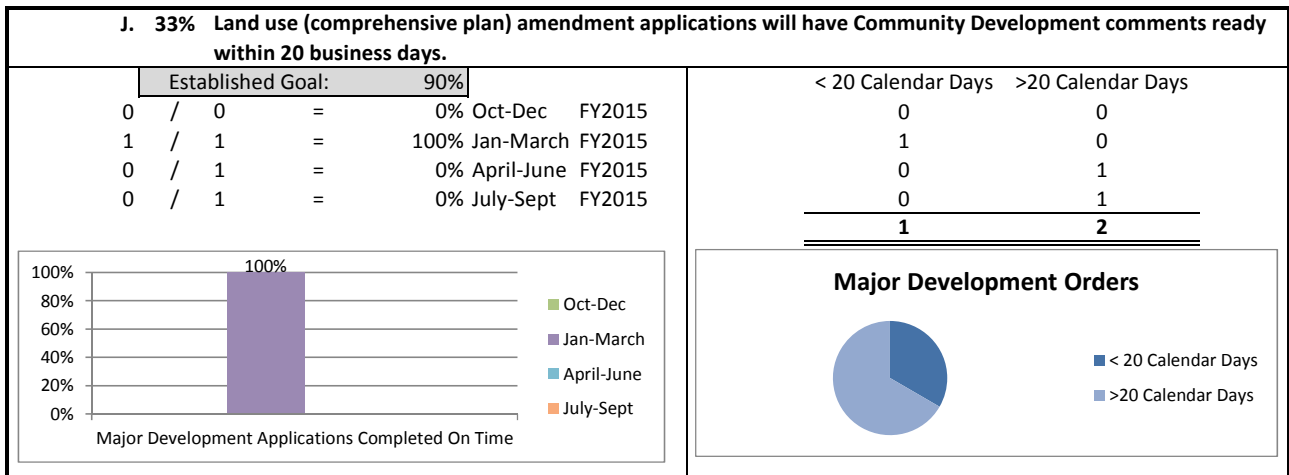 J. 33% Land use (comprehensive plan) amendment applications will have Community Development comments ready
within 20 business days.
Established Goal: 90%
0 / 0 = 0% Oct-Dec FY2015
1 / 1 = 100% Jan-March FY2015
0 / 1 = 0% April-June FY2015
0 / 1 = 0% July-Sept FY2015
< 20 Calendar Days >20 Calendar Days
0 0
1 0
0 1
0 1
1 2
100%
100%
80%
60%
40%
20%
0%
Major Development Applications Completed On Time
Oct-Dec
Jan-March
April-June
July-Sept
Major Development Orders
< 20 Calendar Days
>20 Calendar Days